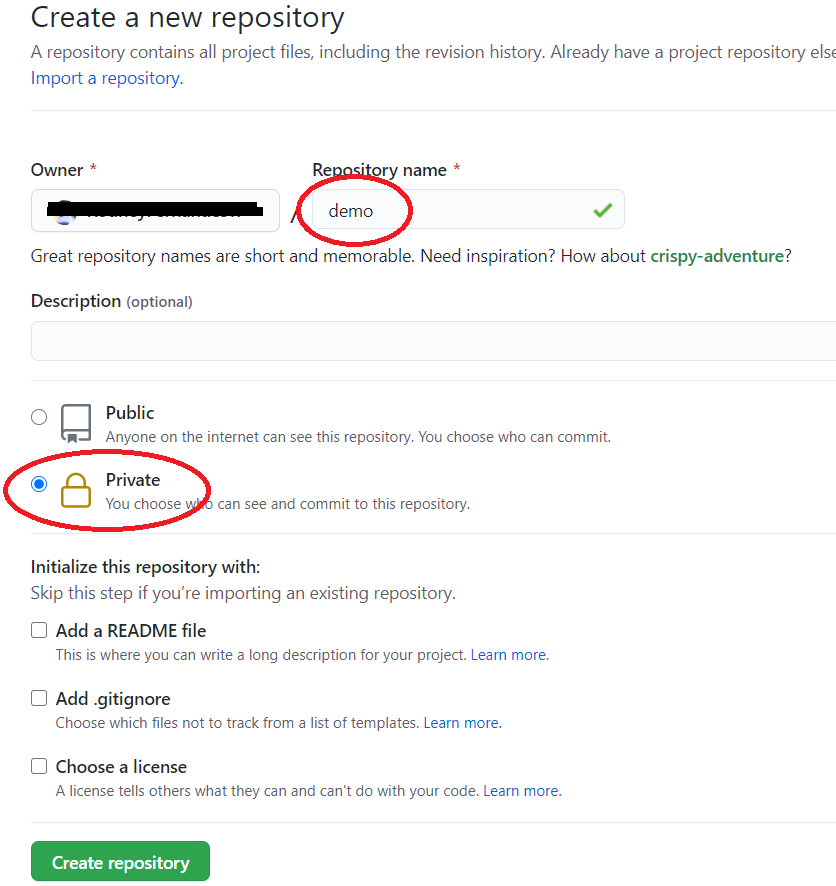 Create a new repository
A repository contains all project files, including the revision history. Already have a project repository else
Import a repository.
Owner *
Repository name *
/
demo
Great repository names are short and memorable. Need inspiration? How about crispy-adventure?
Description (optional)
Public
Anyone on the internet can see this repository. You choose who can commit.
Private
You choose who can see and commit to this repository.
Initialize this repository with:
Skip this step if you're importing an existing repository.
Add a README file
This is where you can write a long description for your project. Learn more.
Add .gitignore
Choose which files not to track from a list of templates. Learn more.
Choose a license
A license tells others what they can and can't do with your code. Learn more.
Create repository